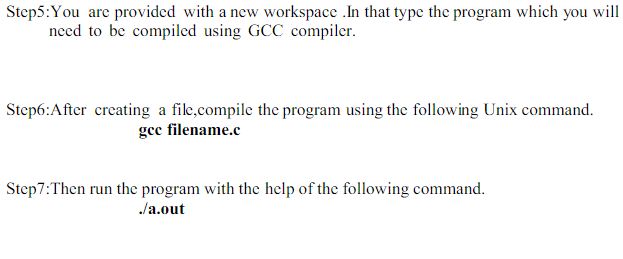 Step5:You are provided with a new workspace .In that type the program which you will
need to be compiled using GCC compiler.
Step6:After creating a file,compile the program using the following Unix command.
gcc filename.c
Step7:Then run the program with the help of the following command.
./a.out